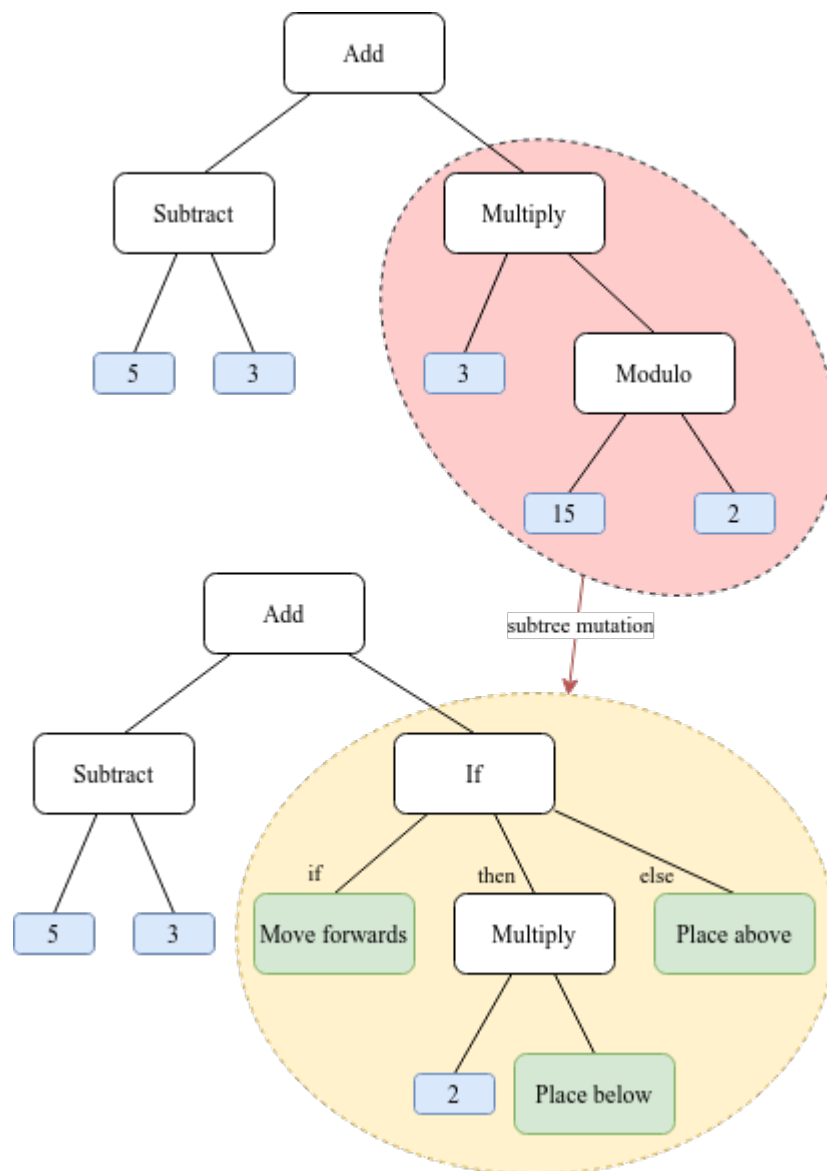 Add
Subtract
Multiply
5
3
3
Modulo
15
2
subtree mutation
Add
Subtract
If
if
then
else
5
3
Move forwards
Multiply
Place above
2
Place below